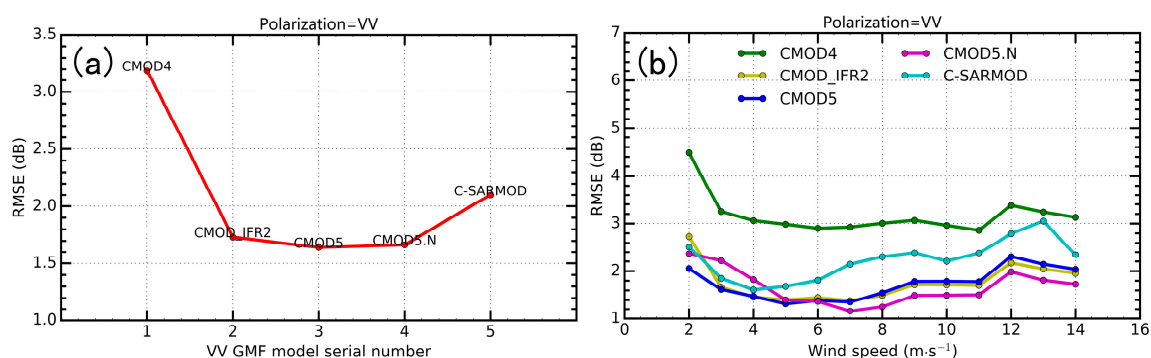 Polarization=VV
(a)
RMSE (dB)
3.5
3.0
2.5
2.0
1.5
1.0
CMOD4
CMOD_IFR2
CMOD5
CMOD5.N
C-SARMOD
1 2 3 4 5
VV GMF model serial number
Polarization=VV
(b)
RMSE (dB)
7
6
5
4
3
2
1
CMOD4 CMOD5.N
CMOD_IFR2 C-SARMOD
CMOD5
0 2 4 6 8 10 12 14 16
Wind speed (m·s⁻¹)